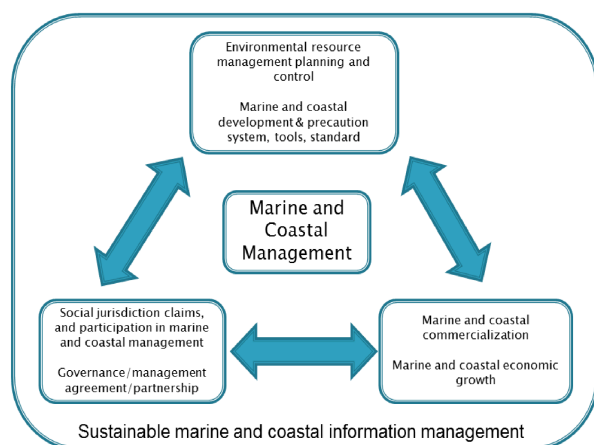 Environmental resource
management planning and
control
Marine and coastal
development & precaution
system, tools, standard
Marine and
Coastal
Management
Social jurisdiction claims,
and participation in marine
and coastal management
Governance/management
agreement/partnership
Marine and coastal
commercialization
Marine and coastal economic
growth
Sustainable marine and coastal information management